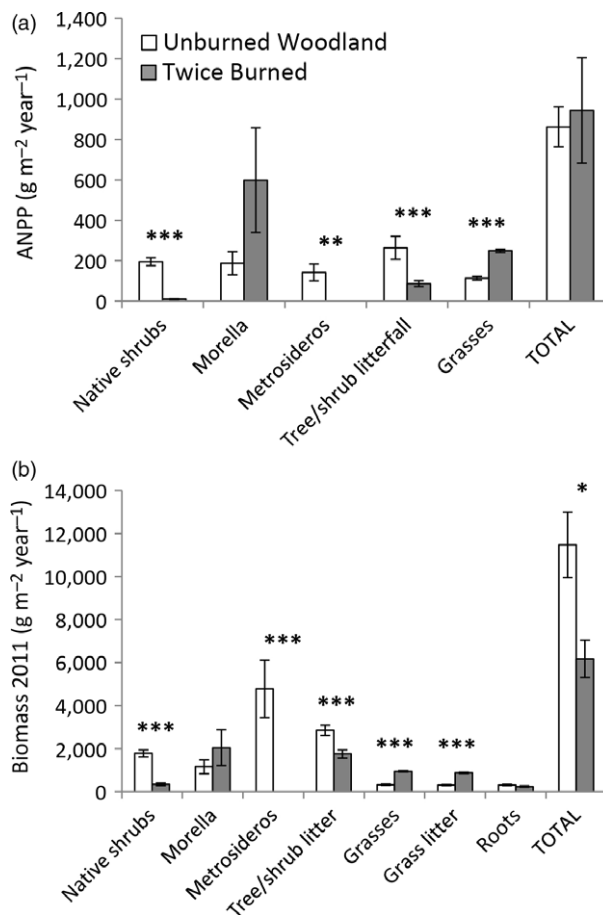 (a)
1,400
Unburned Woodland
1,200
Twice Burned
1,000
800
600
400
200
0
ANPP (g m⁻² year⁻¹)
***
**
***
***
Native shrubs
Morella
Metrosideros
Tree/shrub litterfall
Grasses
TOTAL
(b)
14,000
12,000
10,000
8,000
6,000
4,000
2,000
0
Biomass 2011 (g m⁻² year⁻¹)
***
***
***
***
***
*
Native shrubs
Morella
Metrosideros
Tree/shrub litter
Grasses
Grass litter
Roots
TOTAL